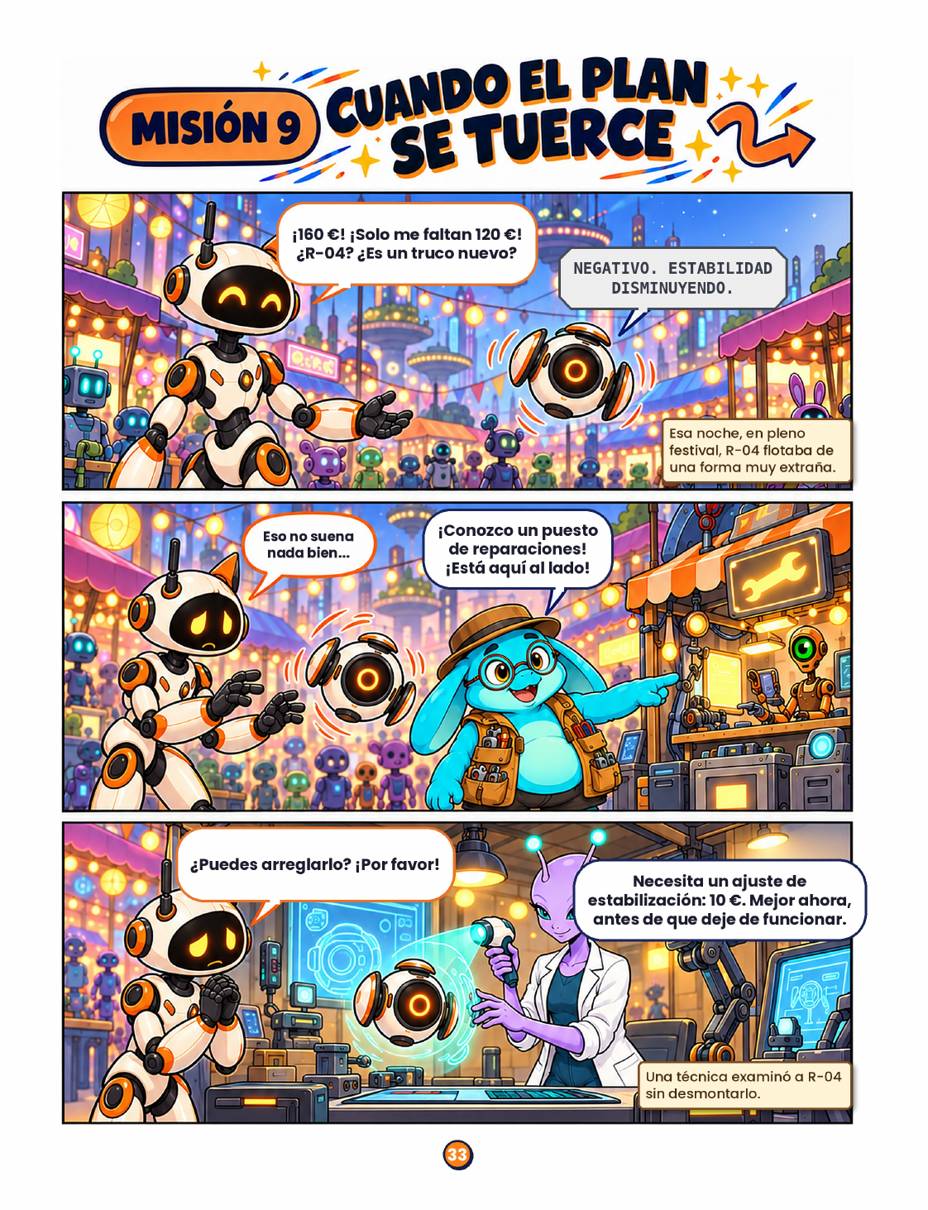 MISIÓN 9
CUANDO EL PLAN
SE TUERCE
¡160 €! ¡Solo me faltan 120 €!
¿R-04? ¿Es un truco nuevo?
NEGATIVO. ESTABILIDAD
DISMINUYENDO.
Esa noche, en pleno
festival, R-04 flotaba de
una forma muy extraña.
Eso no suena
nada bien...
¡Conozco un puesto
de reparaciones!
¡Está aquí al lado!
¿Puedes arreglarlo? ¡Por favor!
Necesita un ajuste de
estabilización: 10 €. Mejor ahora,
antes de que deje de funcionar.
Una técnica examinó a R-04
sin desmontarlo.
33